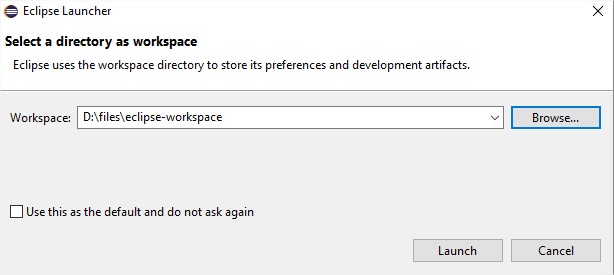 Eclipse Launcher
Select a directory as workspace
Eclipse uses the workspace directory to store its preferences and development artifacts.
Workspace: D:\files\eclipse-workspace Browse...
Use this as the default and do not ask again
Launch Cancel